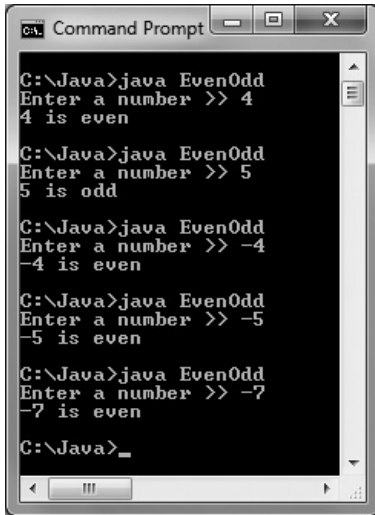 Command Prompt
C:\Java>java EvenOdd
Enter a number >> 4
4 is even
C:\Java>java EvenOdd
Enter a number >> 5
5 is odd
C:\Java>java EvenOdd
Enter a number >> -4
-4 is even
C:\Java>java EvenOdd
Enter a number >> -5
-5 is even
C:\Java>java EvenOdd
Enter a number >> -7
-7 is even
C:\Java>_